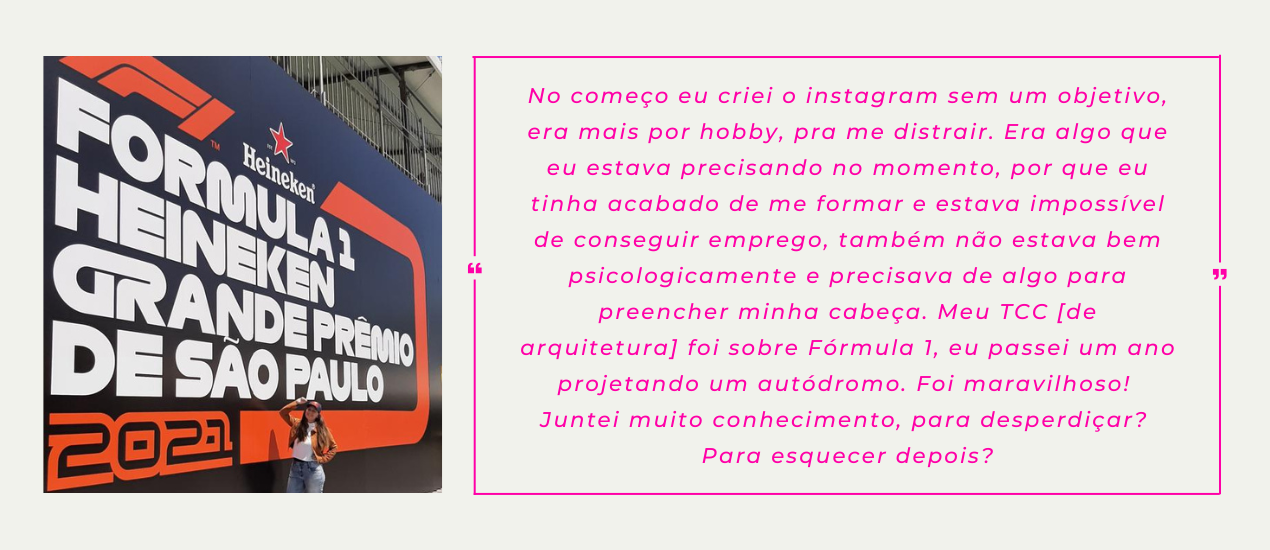 TM
Heineken
FORMULA 1
HEINEKEN
GRANDE PRÊMIO
DE SÃO PAULO
2021
“
No começo eu criei o instagram sem um objetivo,
era mais por hobby, pra me distrair. Era algo que
eu estava precisando no momento, por que eu
tinha acabado de me formar e estava impossível
de conseguir emprego, também não estava bem
psicologicamente e precisava de algo para
preencher minha cabeça. Meu TCC [de
arquitetura] foi sobre Fórmula 1, eu passei um ano
projetando um autódromo. Foi maravilhoso!
Juntei muito conhecimento, para desperdiçar?
Para esquecer depois?
”